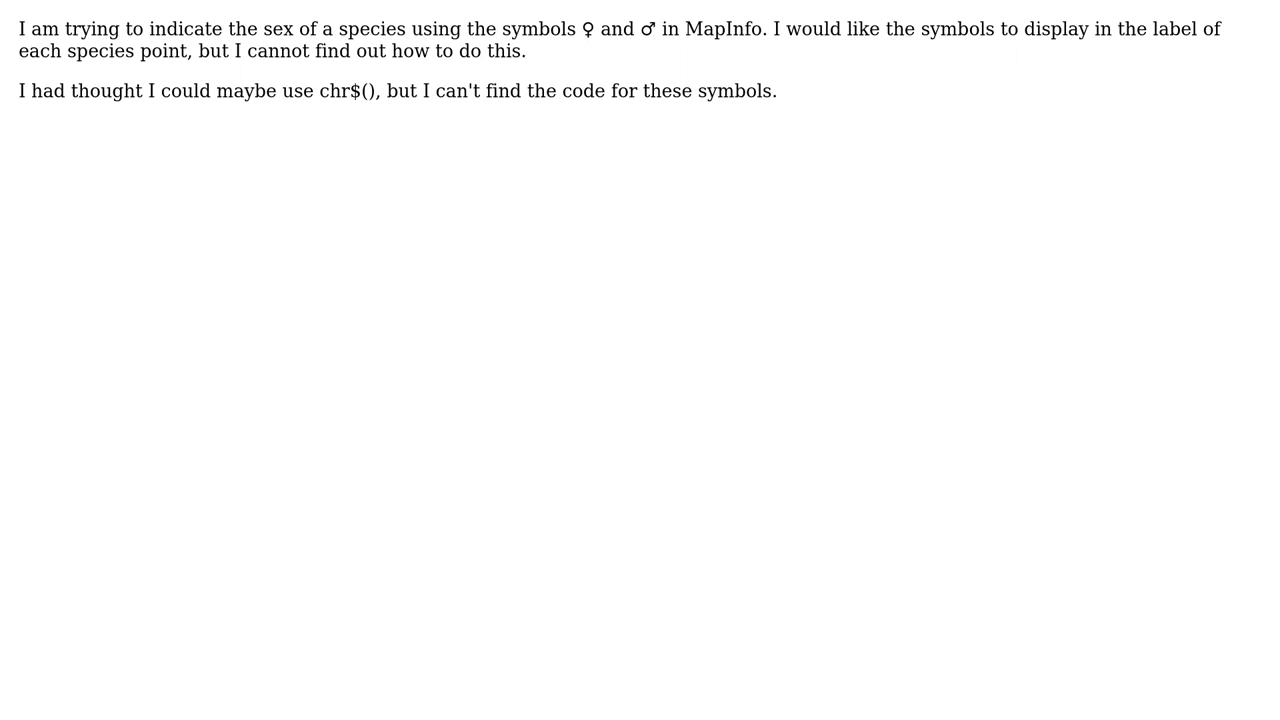 I am trying to indicate the sex of a species using the symbols ♀ and ♂ in MapInfo. I would like the symbols to display in the label of
each species point, but I cannot find out how to do this.
I had thought I could maybe use chr$(), but I can't find the code for these symbols.